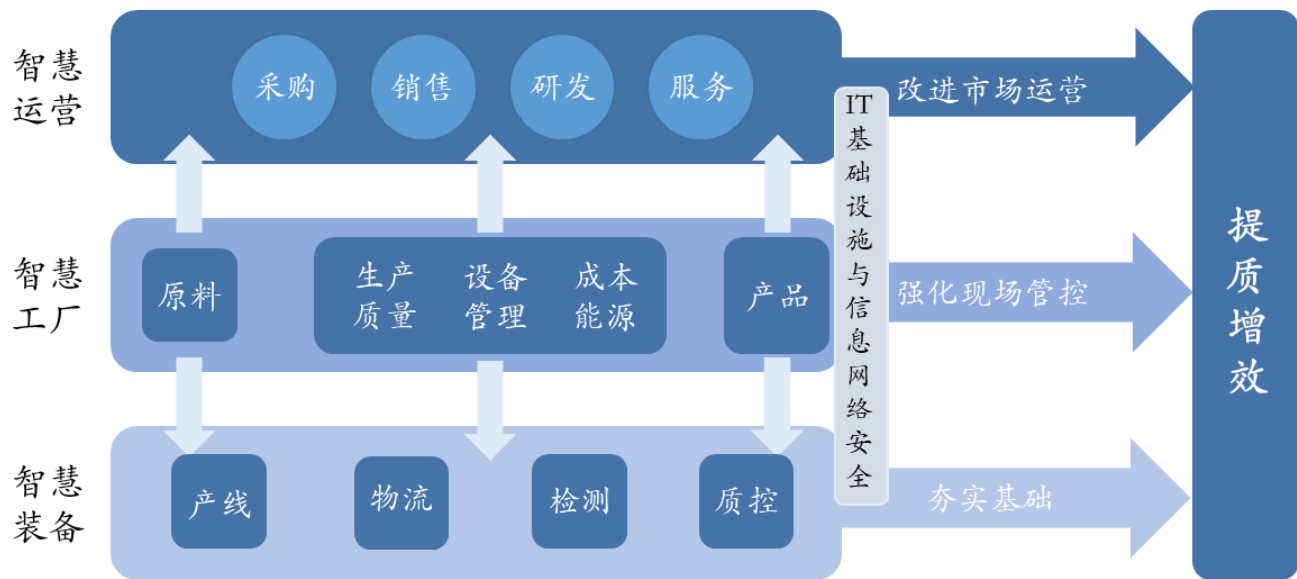 智慧
运营
采购
销售
研发
服务
改进市场运营
智慧
工厂
原料
生产
质量
设备
管理
成本
能源
产品
强化现场管控
智慧
装备
产线
物流
检测
质控
夯实基础
IT
基
础
设
施
与
信
息
网
络
安
全
提
质
增
效